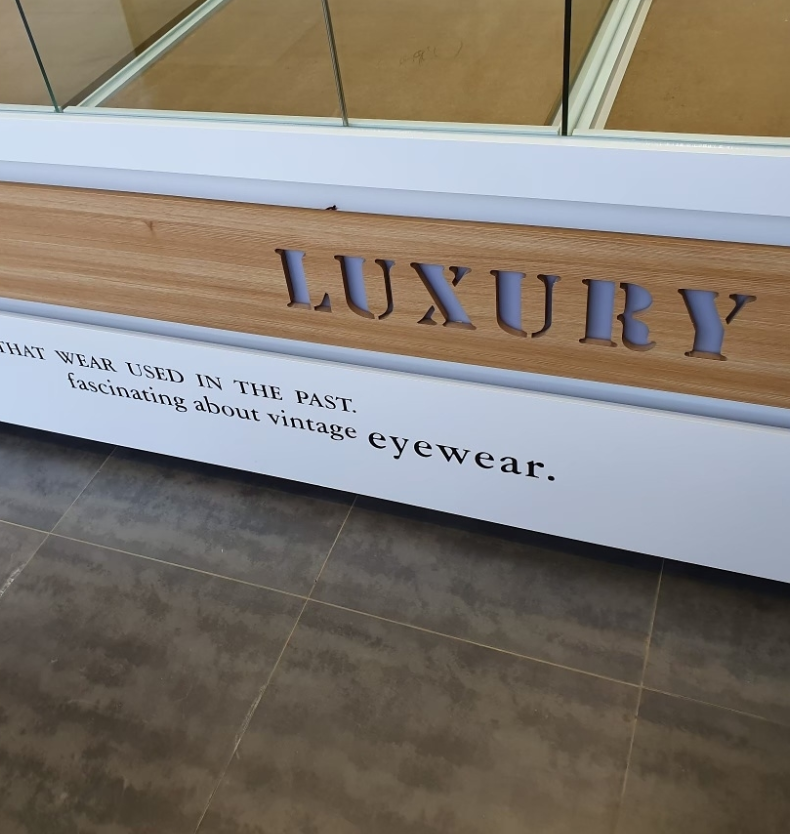 LUXURY
THAT WEAR USED IN THE PAST.
fascinating about vintage eyewear.